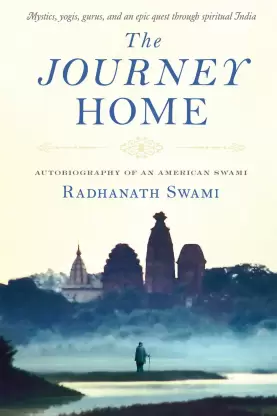 Mystics, yogis, gurus, and an epic quest through spiritual India
The
JOURNEY
HOME
AUTOBIOGRAPHY OF AN AMERICAN SWAMI
RADHANATH SWAMI